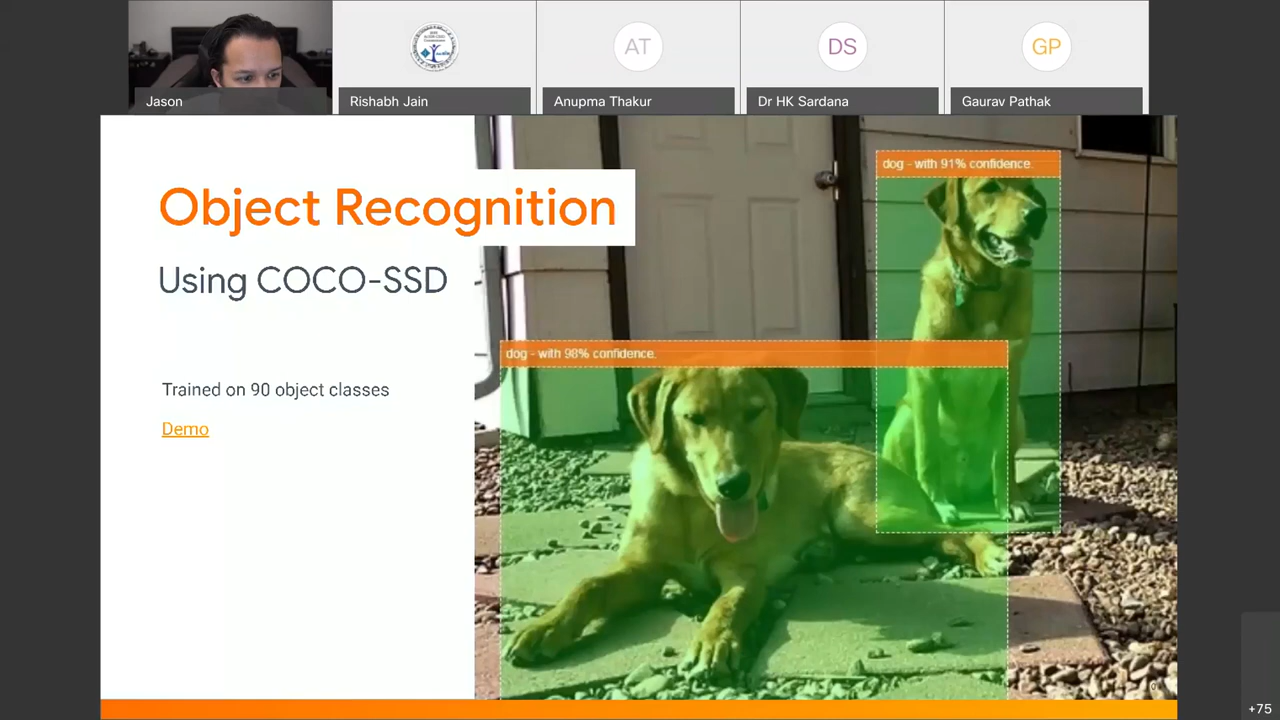 AT
DS
GP
Jason
Rishabh Jain
Anupma Thakur
Dr HK Sardana
Gaurav Pathak
Object Recognition
Using COCO-SSD
Trained on 90 object classes
Demo
dog - with 91% confidence.
dog - with 98% confidence.
+75